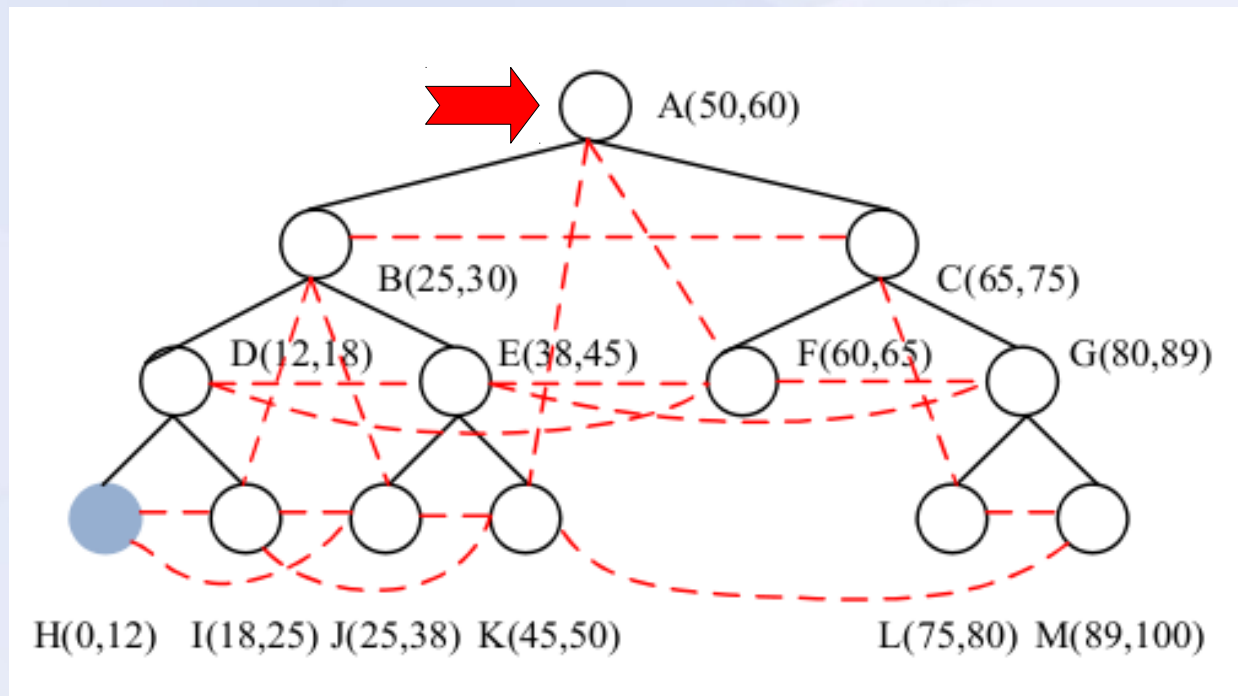 A(50,60)
B(25,30)
C(65,75)
D(12,18)
E(38,45)
F(60,65)
G(80,89)
H(0,12)
I(18,25)
J(25,38)
K(45,50)
L(75,80)
M(89,100)